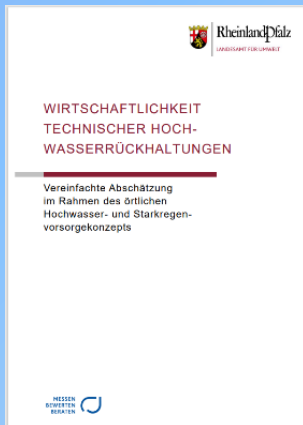 RheinlandPfalz
LANDESAMT FÜR UMWELT
WIRTSCHAFTLICHKEIT
TECHNISCHER HOCH-
WASSERRÜCKHALTUNGEN
Vereinfachte Abschätzung
im Rahmen des örtlichen
Hochwasser- und Starkregen-
vorsorgekonzepts
MESSEN
BEWERTEN
BERATEN